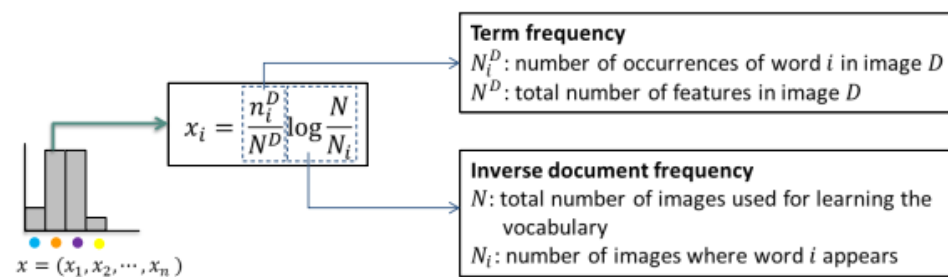 Term frequency
N_i^D: number of occurrences of word i in image D
N^D: total number of features in image D
x_i = n_i^D / N^D log N / N_i
Inverse document frequency
N: total number of images used for learning the
vocabulary
N_i: number of images where word i appears
x = (x_1, x_2, ⋯, x_n )